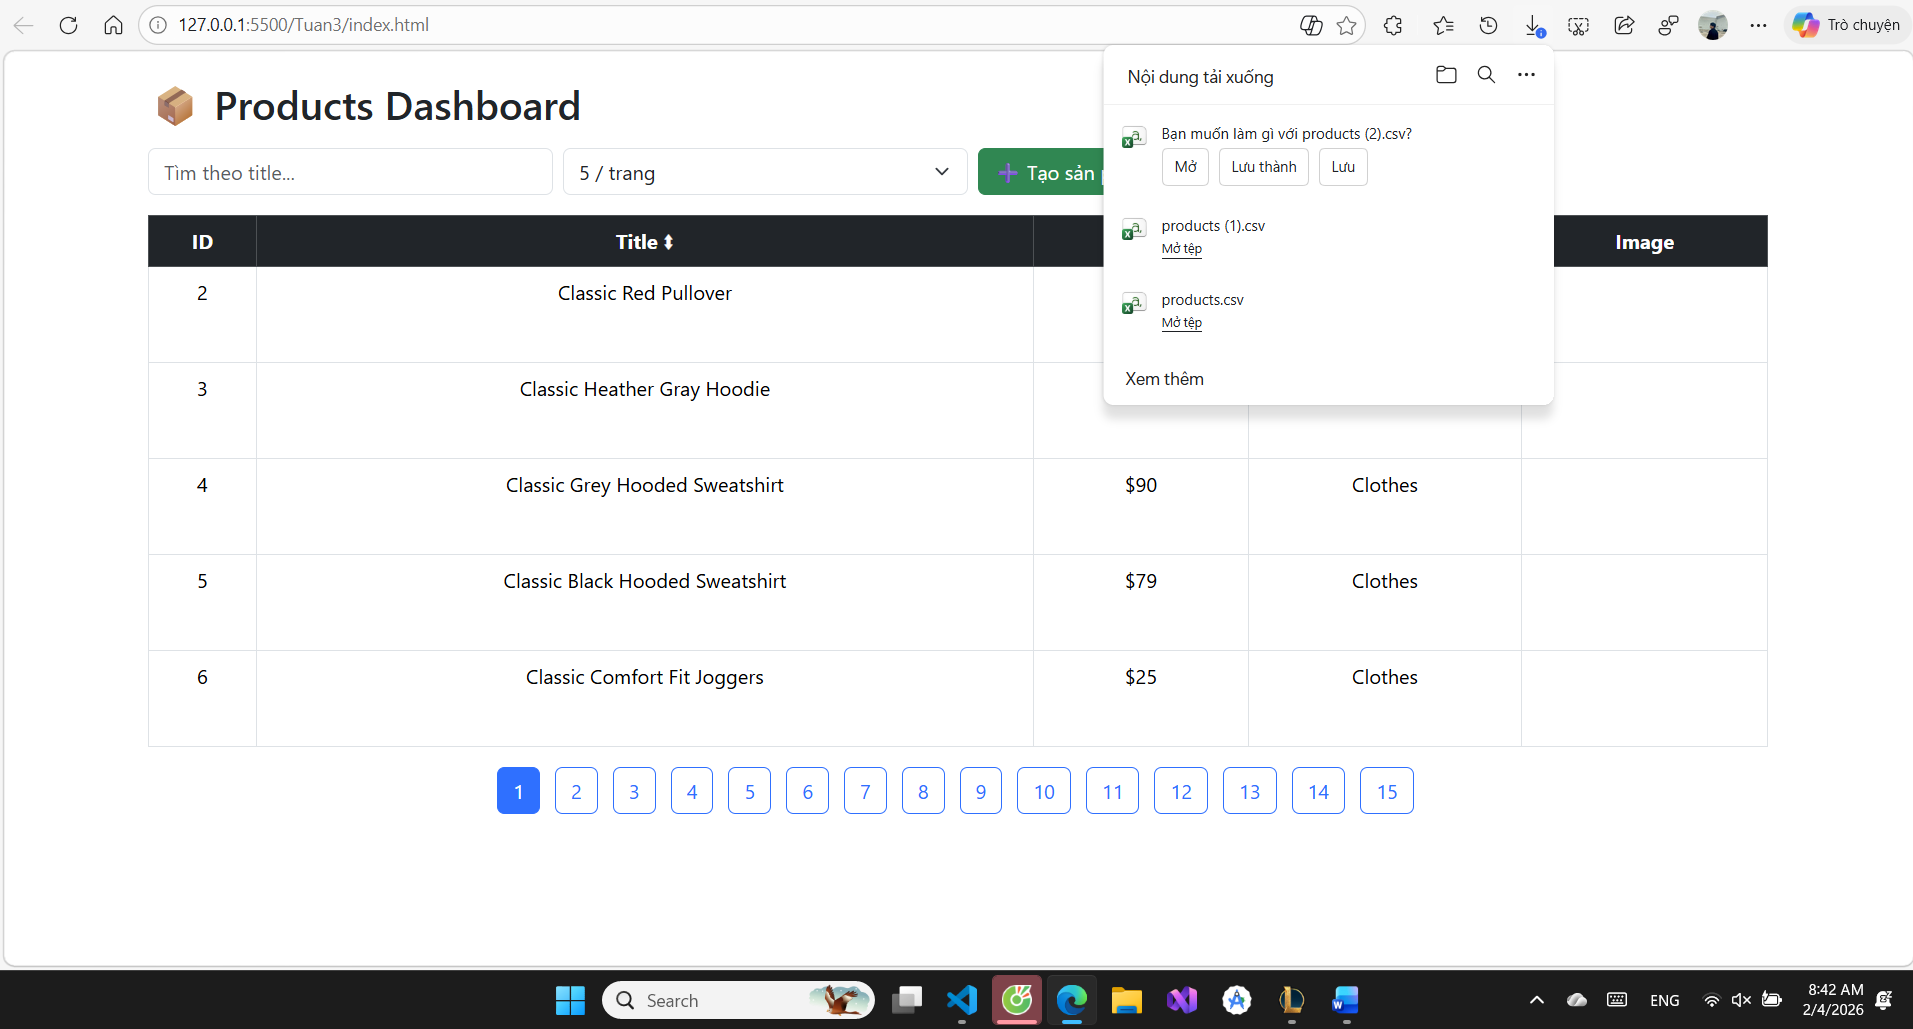 127.0.0.1:5500/Tuan3/index.html
Trò chuyện
Products Dashboard
Nội dung tải xuống
Bạn muốn làm gì với products (2).csv?
Mở Lưu thành Lưu
products (1).csv
Mở tệp
products.csv
Mở tệp
Xem thêm
Tìm theo title...
5 / trang
Tạo sản
ID Title Image
2 Classic Red Pullover
3 Classic Heather Gray Hoodie
4 Classic Grey Hooded Sweatshirt $90 Clothes
5 Classic Black Hooded Sweatshirt $79 Clothes
6 Classic Comfort Fit Joggers $25 Clothes
1 2 3 4 5 6 7 8 9 10 11 12 13 14 15
Search
ENG
8:42 AM
2/4/2026